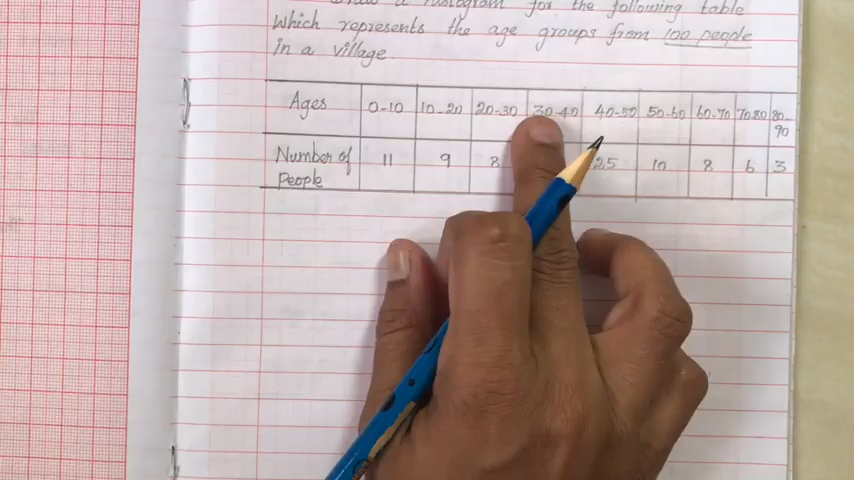 a histogram for the following table
which represents the age groups from 100 people
in a village.
Ages 0-10 10-20 20-30 30-40 40-50 50-60 60-70 70-80 80-90
Number of People 11 9 8 25 10 8 6 3